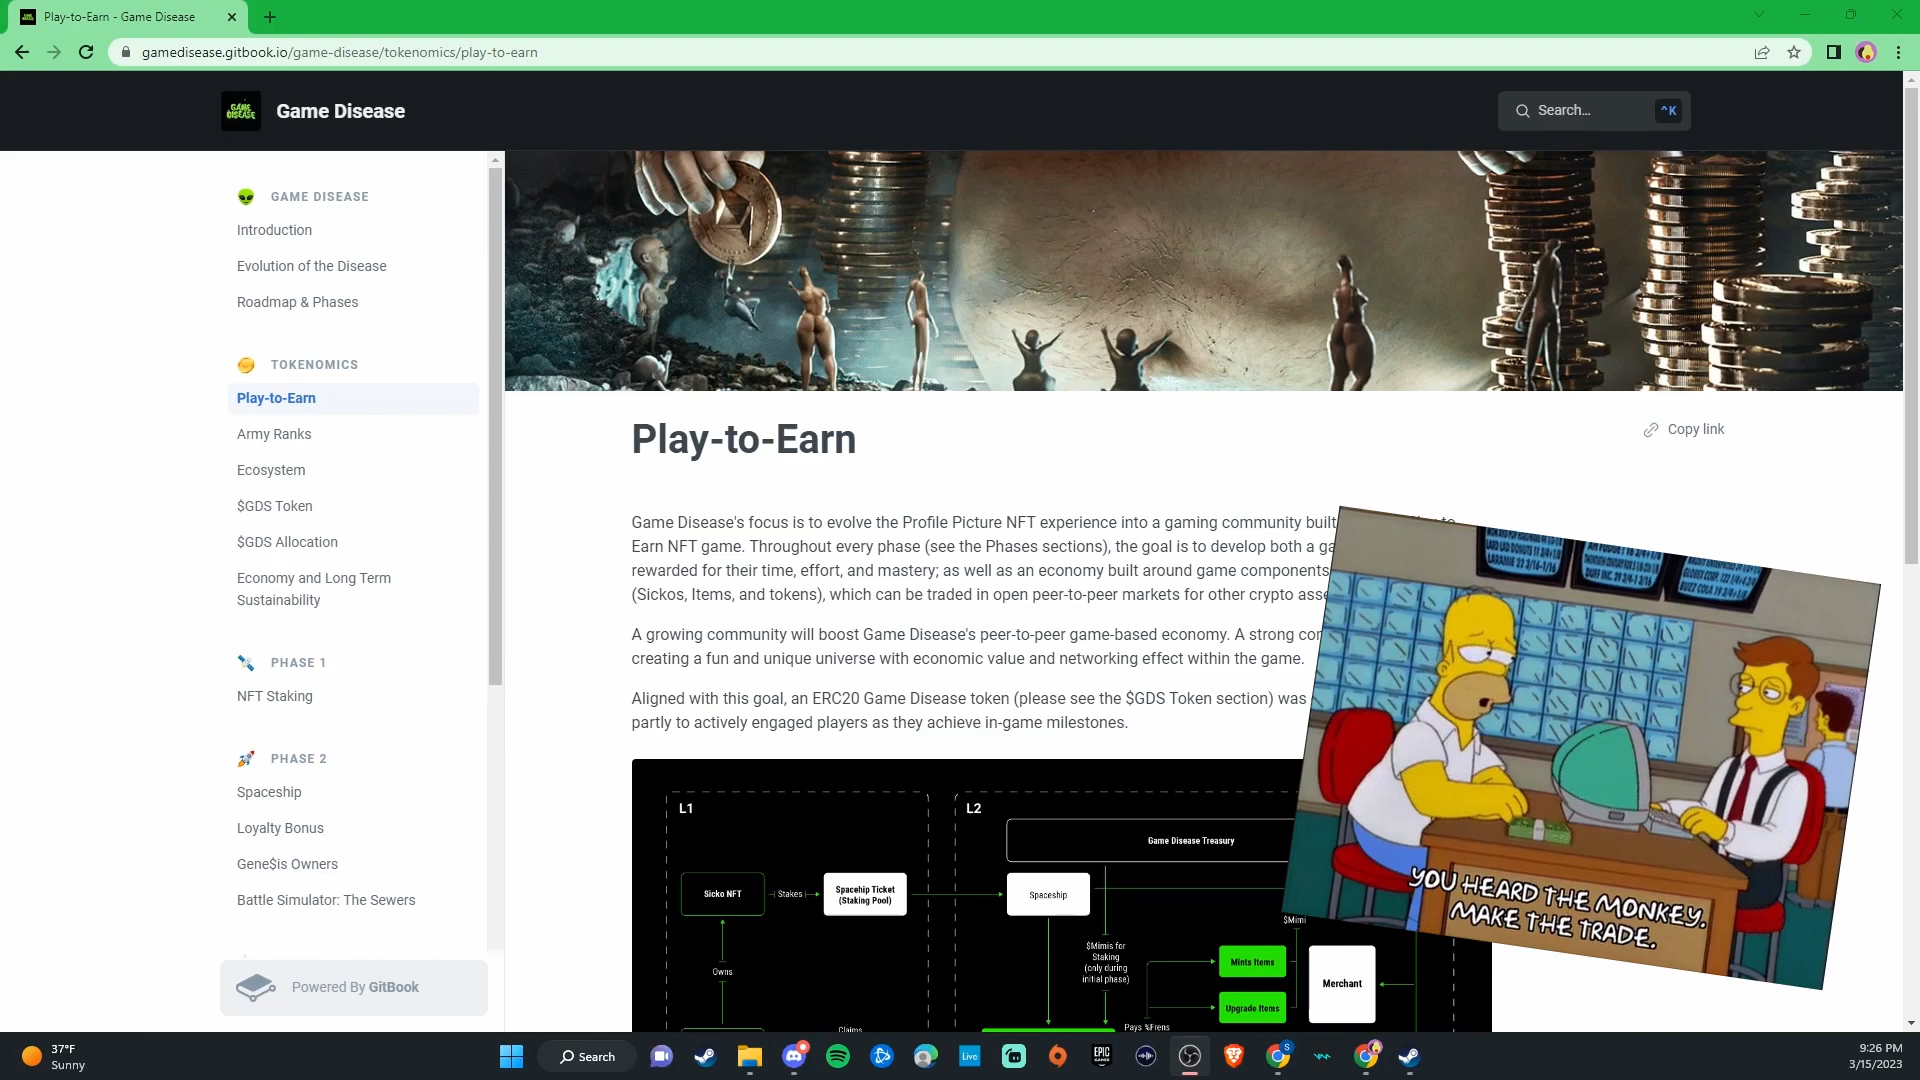 Play-to-Earn - Game Disease
gamedisease.gitbook.io/game-disease/tokenomics/play-to-earn
GAME DISEASE
Game Disease
Search...
^K
GAME DISEASE
Introduction
Evolution of the Disease
Roadmap & Phases
TOKENOMICS
Play-to-Earn
Army Ranks
Ecosystem
$GDS Token
$GDS Allocation
Economy and Long Term
Sustainability
PHASE 1
NFT Staking
PHASE 2
Spaceship
Loyalty Bonus
Gene$is Owners
Battle Simulator: The Sewers
Powered By GitBook
Play-to-Earn
Copy link
Game Disease's focus is to evolve the Profile Picture NFT experience into a gaming community built
Earn NFT game. Throughout every phase (see the Phases sections), the goal is to develop both a ga
rewarded for their time, effort, and mastery; as well as an economy built around game components
(Sickos, Items, and tokens), which can be traded in open peer-to-peer markets for other crypto asse
A growing community will boost Game Disease's peer-to-peer game-based economy. A strong cor
creating a fun and unique universe with economic value and networking effect within the game.
Aligned with this goal, an ERC20 Game Disease token (please see the $GDS Token section) was
partly to actively engaged players as they achieve in-game milestones.
L1
L2
Game Disease Treasury
Sicko NFT
Stakes
Spacehip Ticket
(Staking Pool)
Spaceship
$Mimi
$Mimis for
Staking
(only during
initial phase)
Owns
Mints Items
Merchant
Upgrade Items
Claims
Pays %Frens
YOU HEARD THE MONKEY.
MAKE THE TRADE.
37°F
Sunny
Search
Live
EPIC
GAMES
S
9:26 PM
3/15/2023